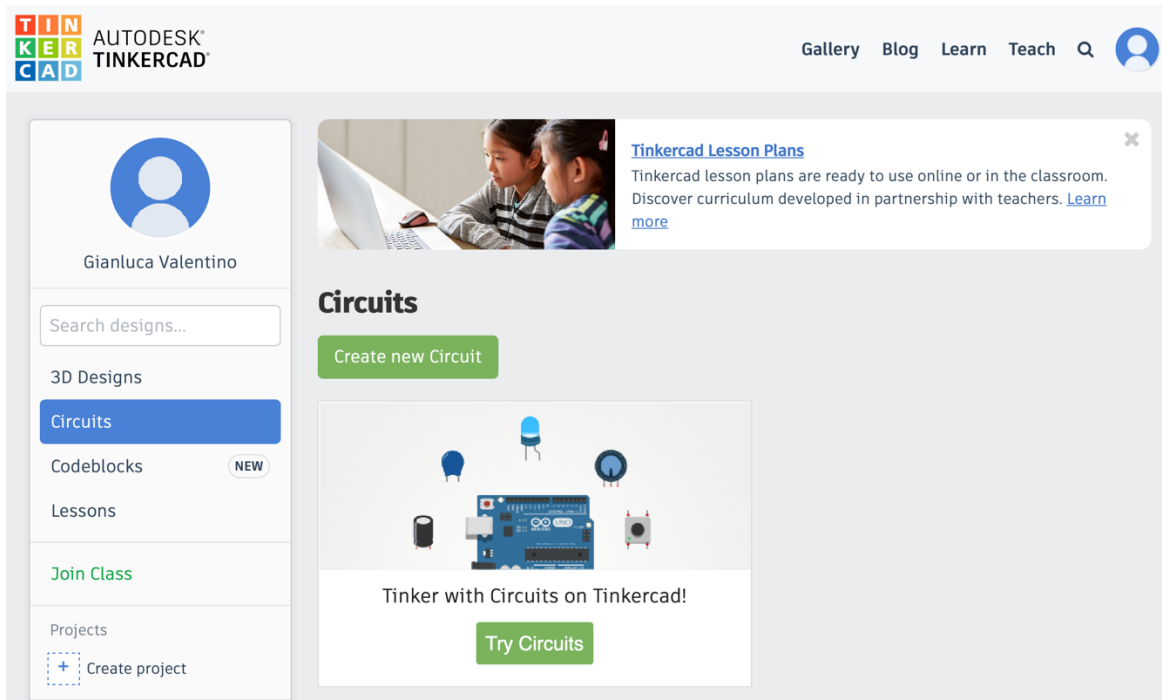 TIN
KER
CAD
AUTODESK®
TINKERCAD®
Gallery Blog Learn Teach
Gianluca Valentino
Search designs...
3D Designs
Circuits
Codeblocks NEW
Lessons
Join Class
Projects
+ Create project
Tinkercad Lesson Plans
Tinkercad lesson plans are ready to use online or in the classroom.
Discover curriculum developed in partnership with teachers. Learn
more
Circuits
Create new Circuit
UNO
Tinker with Circuits on Tinkercad!
Try Circuits